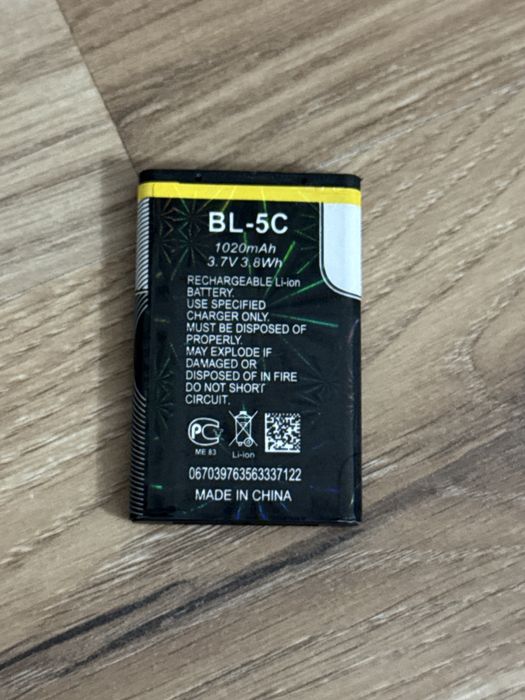 BL-5C
1020mAh
3.7V 3.8Wh
RECHARGEABLE Li-ion
BATTERY.
USE SPECIFIED
CHARGER ONLY.
MUST BE DISPOSED OF
PROPERLY.
MAY EXPLODE IF
DAMAGED OR
DISPOSED OF IN FIRE
DO NOT SHORT
CIRCUIT.
PC
ME 83 Li-ion
067039763563337122
MADE IN CHINA